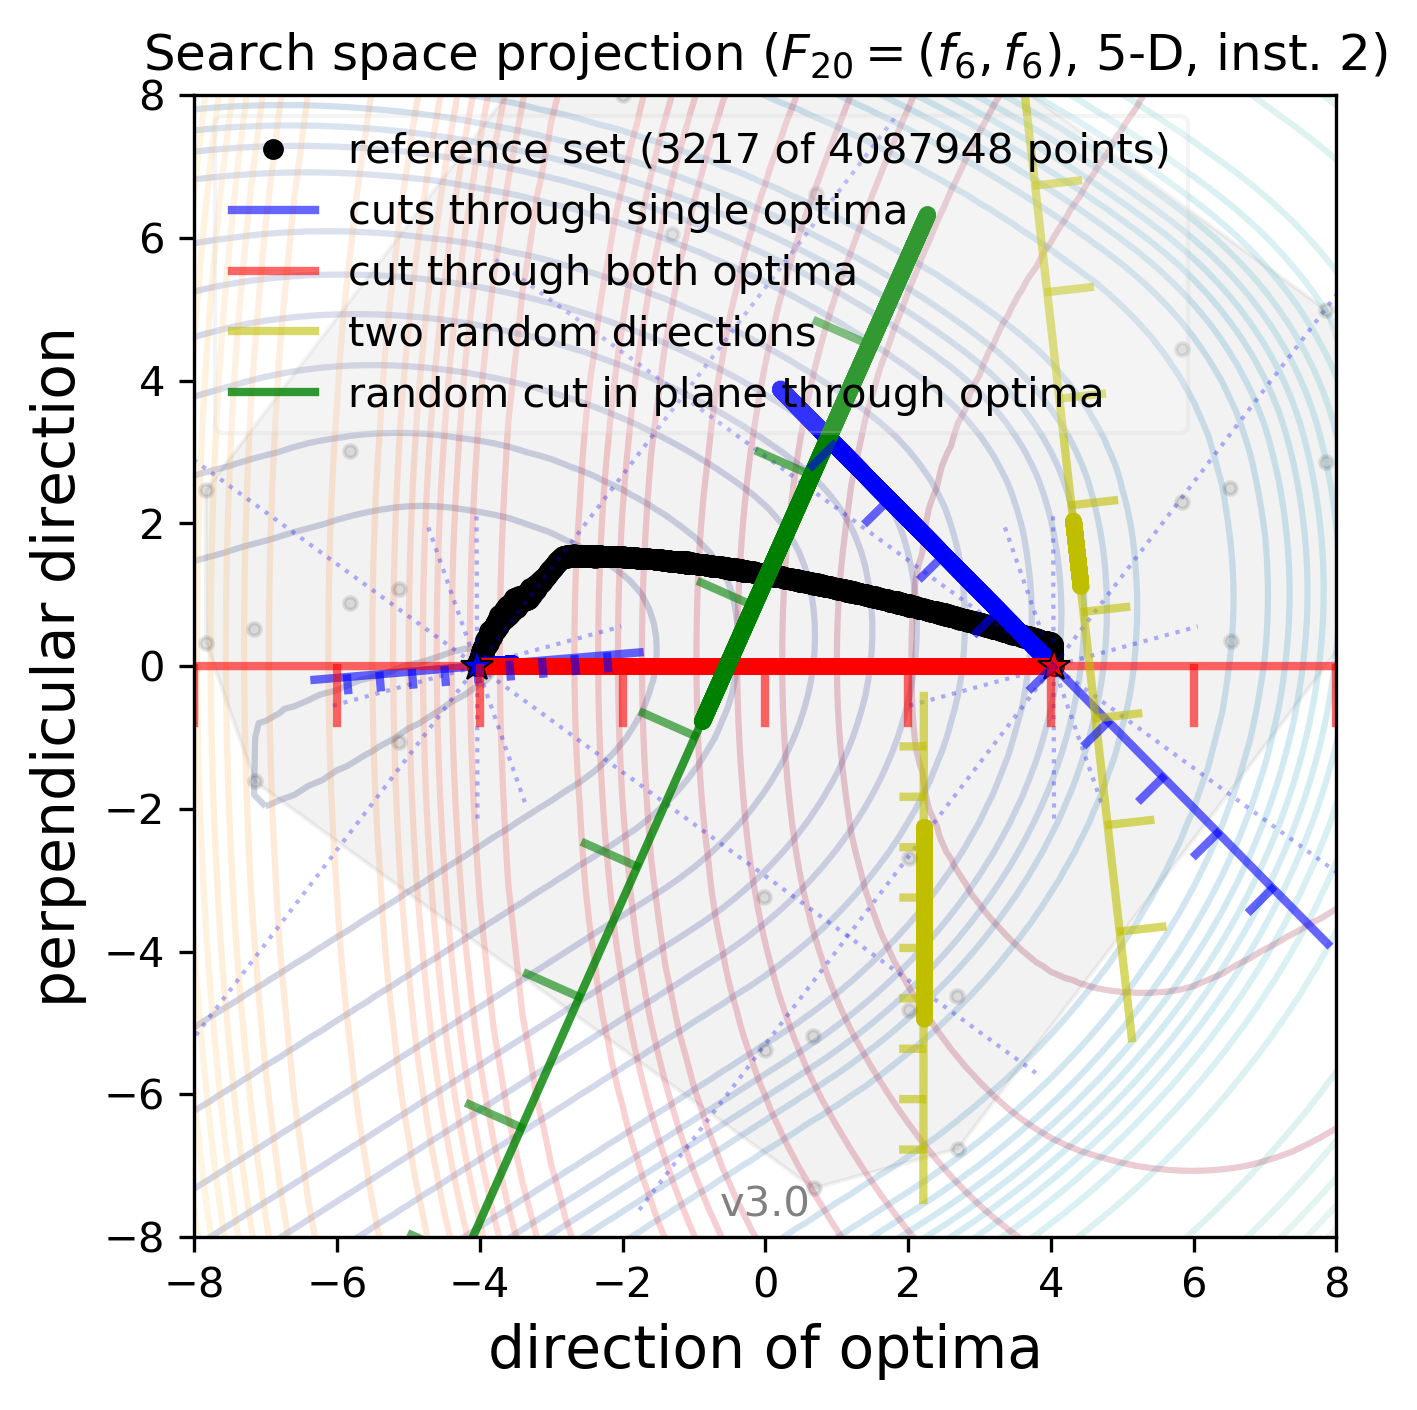 Search space projection (F₂₀ = (f₆, f₆), 5-D, inst. 2)
reference set (3217 of 4087948 points)
cuts through single optima
cut through both optima
two random directions
random cut in plane through optima
8
6
4
2
0
−2
−4
−6
−8
perpendicular direction
v3.0
−8 −6 −4 −2 0 2 4 6 8
direction of optima